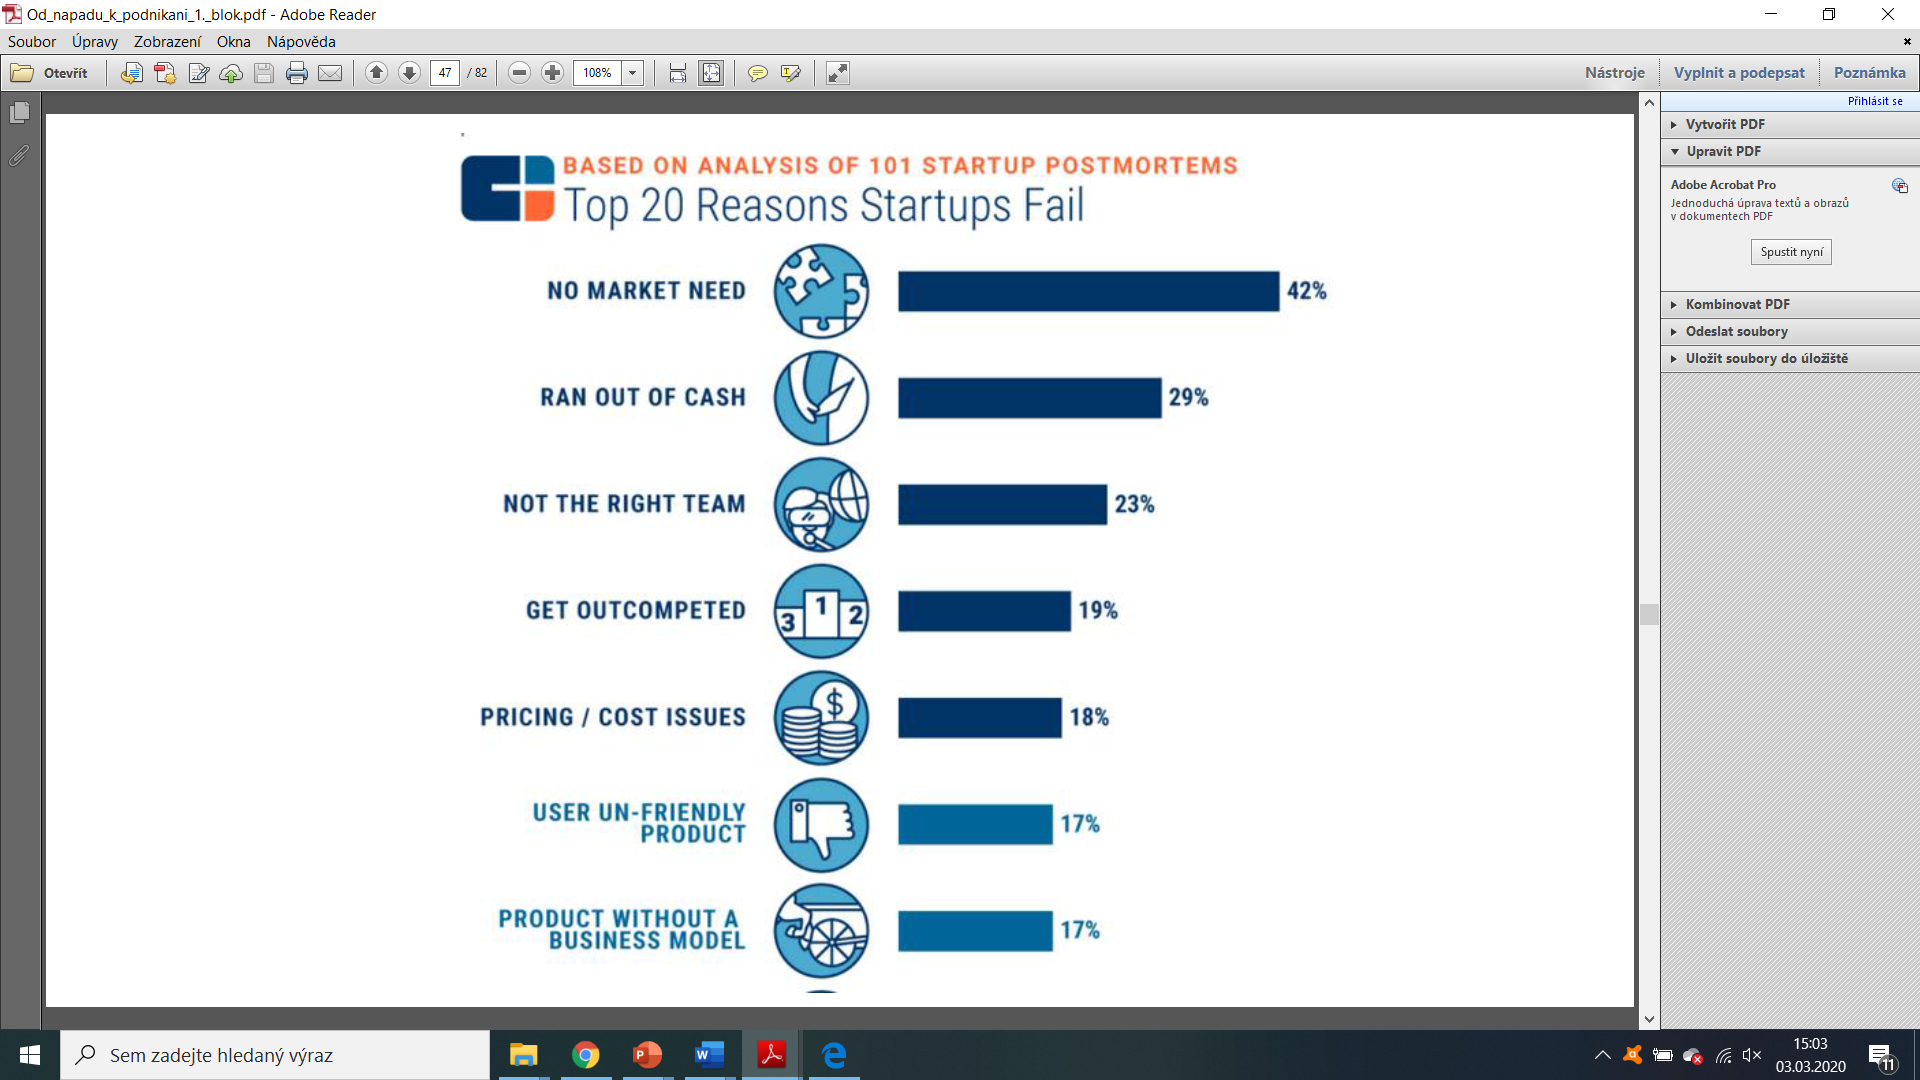 Od_napadu_k_podnikani_1._blok.pdf - Adobe Reader
Soubor Úpravy Zobrazení Okna Nápověda
Otevřít 47 / 82 108% Nástroje Vyplnit a podepsat Poznámka
Přihlásit se
Vytvořit PDF
Upravit PDF
Adobe Acrobat Pro
Jednoduchá úprava textů a obrazů
v dokumentech PDF
Spustit nyní
Kombinovat PDF
Odeslat soubory
Uložit soubory do úložiště
BASED ON ANALYSIS OF 101 STARTUP POSTMORTEMS
Top 20 Reasons Startups Fail
NO MARKET NEED 42%
RAN OUT OF CASH 29%
NOT THE RIGHT TEAM 23%
GET OUTCOMPETED 3 1 2 19%
PRICING / COST ISSUES $ 18%
USER UN-FRIENDLY
PRODUCT 17%
PRODUCT WITHOUT A
BUSINESS MODEL 17%
Sem zadejte hledaný výraz
15:03
03.03.2020
11